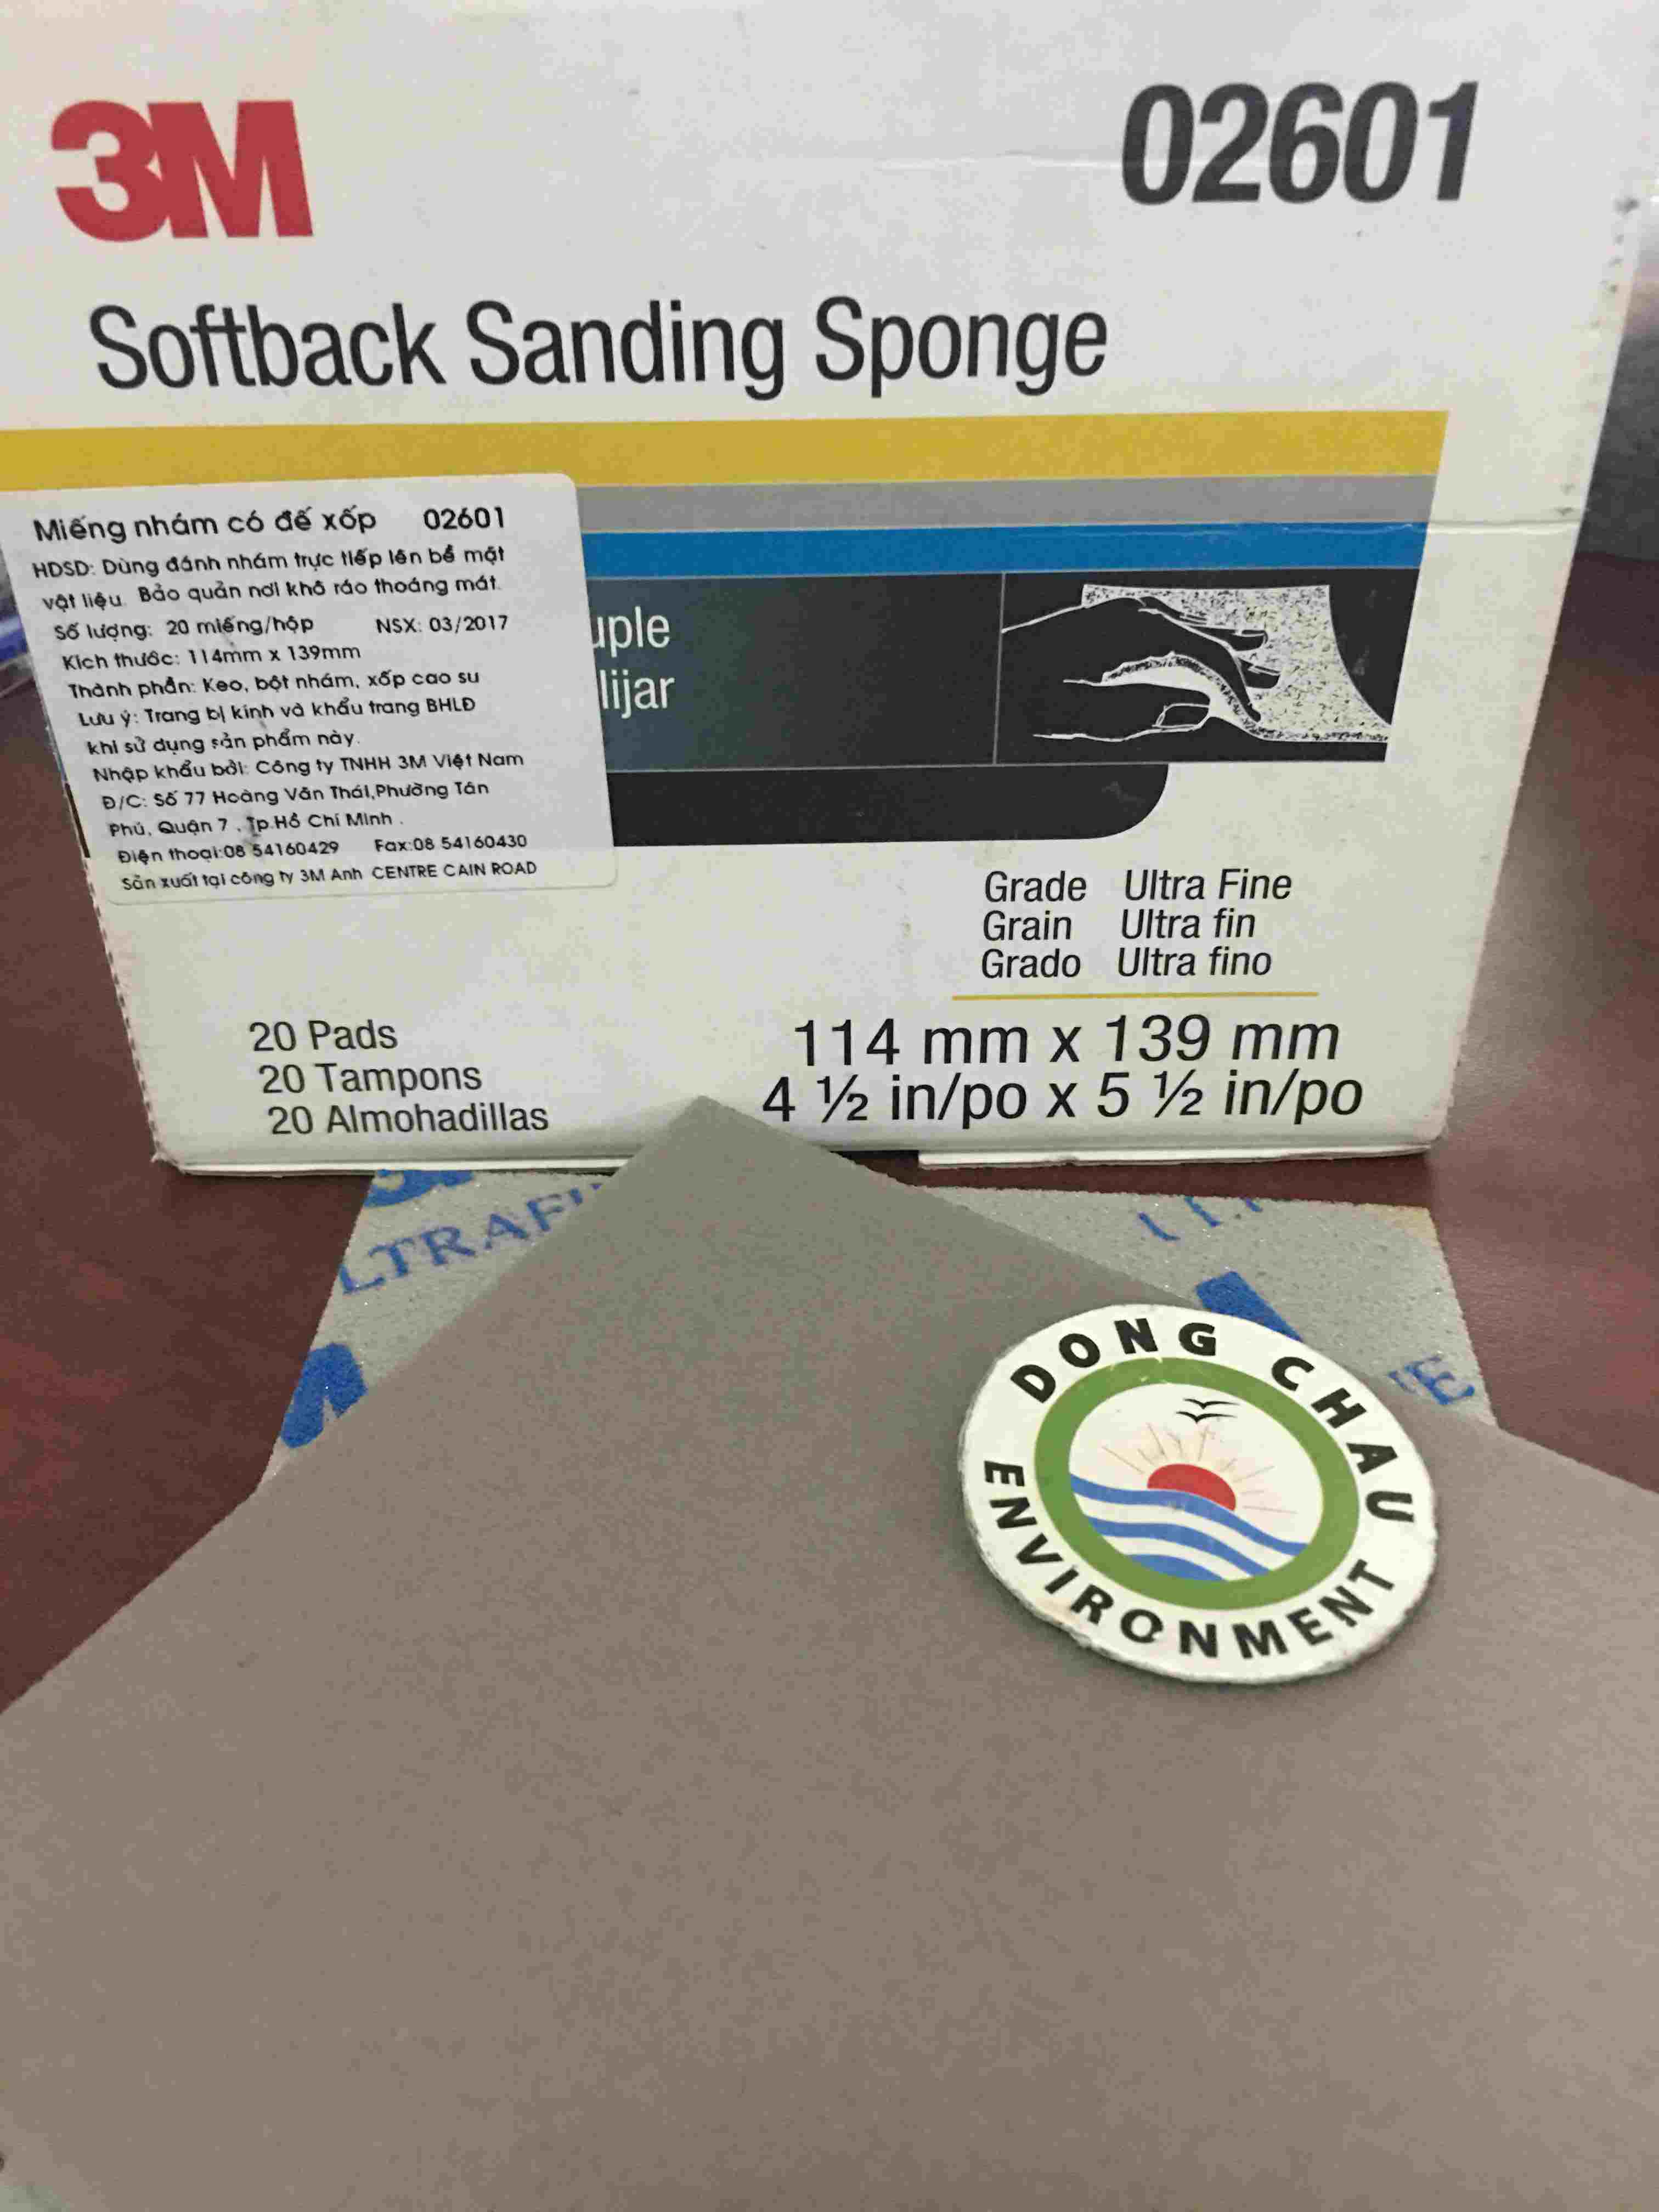 3M
02601
Softback Sanding Sponge
Miếng nhám có đế xốp 02601
HDSD: Dùng đánh nhám trực tiếp lên bề mặt
vật liệu. Bảo quản nơi khô ráo thoáng mát.
Số lượng: 20 miếng/hộp NSX: 03/2017
Kích thước: 114mm x 139mm
Thành phần: Keo, bột nhám, xốp cao su
Lưu ý: Trang bị kính và khẩu trang BHLĐ
khi sử dụng sản phẩm này.
Nhập khẩu bởi: Công ty TNHH 3M Việt Nam
Đ/C: Số 77 Hoàng Văn Thái,Phường Tân
Phú, Quận 7 , Tp.Hồ Chí Minh .
Điện thoại:08 54160429 Fax:08 54160430
Sản xuất tại công ty 3M Anh CENTRE CAIN ROAD
uple
lijar
Grade Ultra Fine
Grain Ultra fin
Grado Ultra fino
20 Pads
20 Tampons
20 Almohadillas
114 mm x 139 mm
4 ½ in/po x 5 ½ in/po
LTRAFI
DONG CHAU
ENVIRONMENT